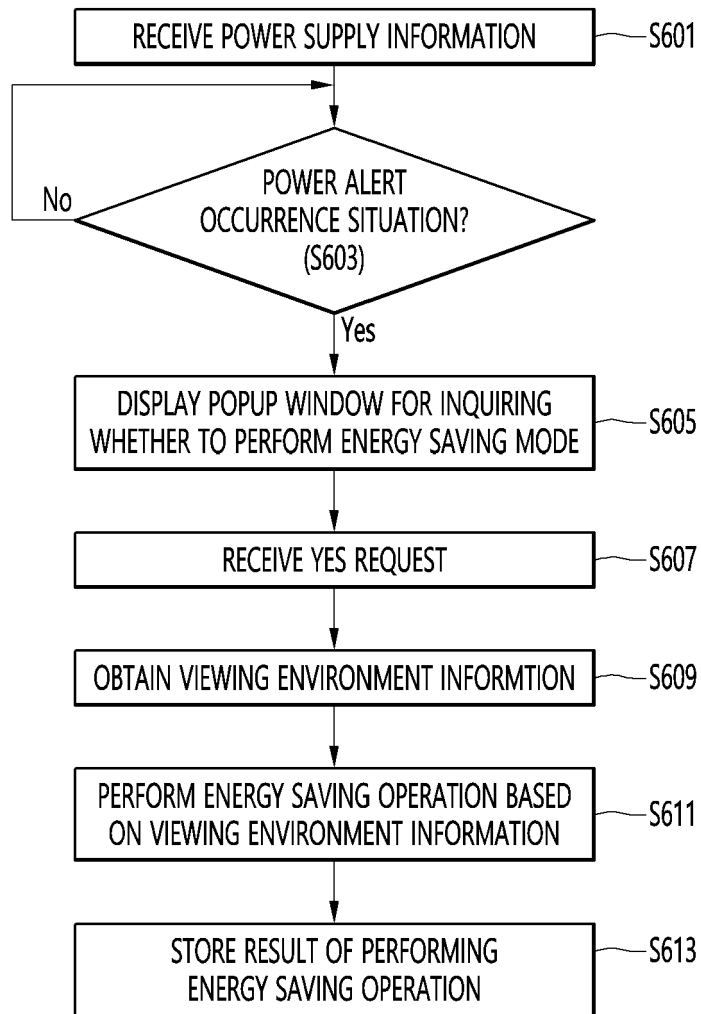 RECEIVE POWER SUPPLY INFORMATION
S601
POWER ALERT
OCCURRENCE SITUATION?
(S603)
No
Yes
DISPLAY POPUP WINDOW FOR INQUIRING
WHETHER TO PERFORM ENERGY SAVING MODE
S605
RECEIVE YES REQUEST
S607
OBTAIN VIEWING ENVIRONMENT INFORMTION
S609
PERFORM ENERGY SAVING OPERATION BASED
ON VIEWING ENVIRONMENT INFORMATION
S611
STORE RESULT OF PERFORMING
ENERGY SAVING OPERATION
S613